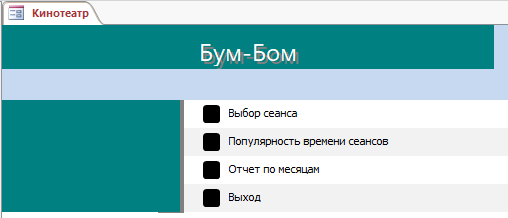 Кинотеатр
Бум-Бом
Выбор сеанса
Популярность времени сеансов
Отчет по месяцам
Выход